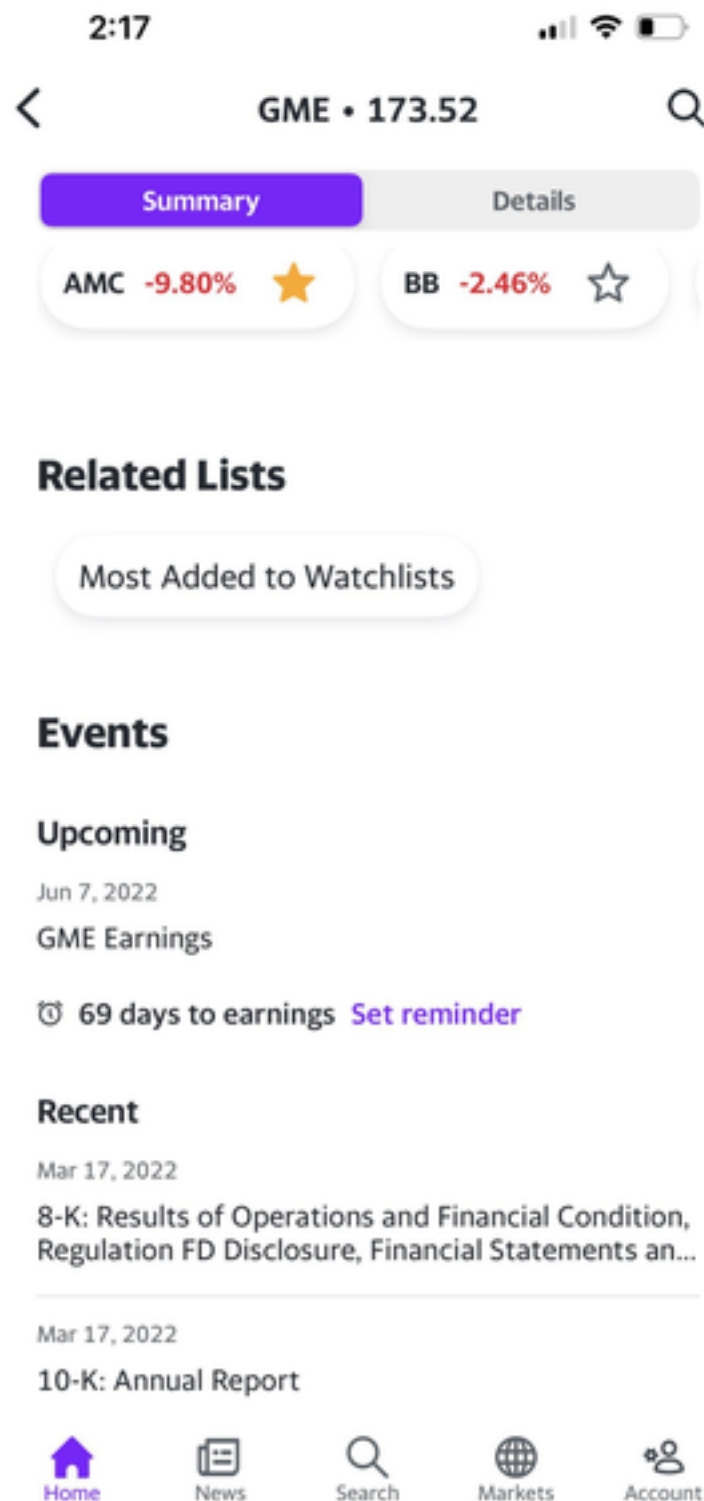 2:17
GME • 173.52
Summary
Details
AMC -9.80%
BB -2.46%
Related Lists
Most Added to Watchlists
Events
Upcoming
Jun 7, 2022
GME Earnings
69 days to earnings Set reminder
Recent
Mar 17, 2022
8-K: Results of Operations and Financial Condition,
Regulation FD Disclosure, Financial Statements an...
Mar 17, 2022
10-K: Annual Report
Home
News
Search
Markets
Account